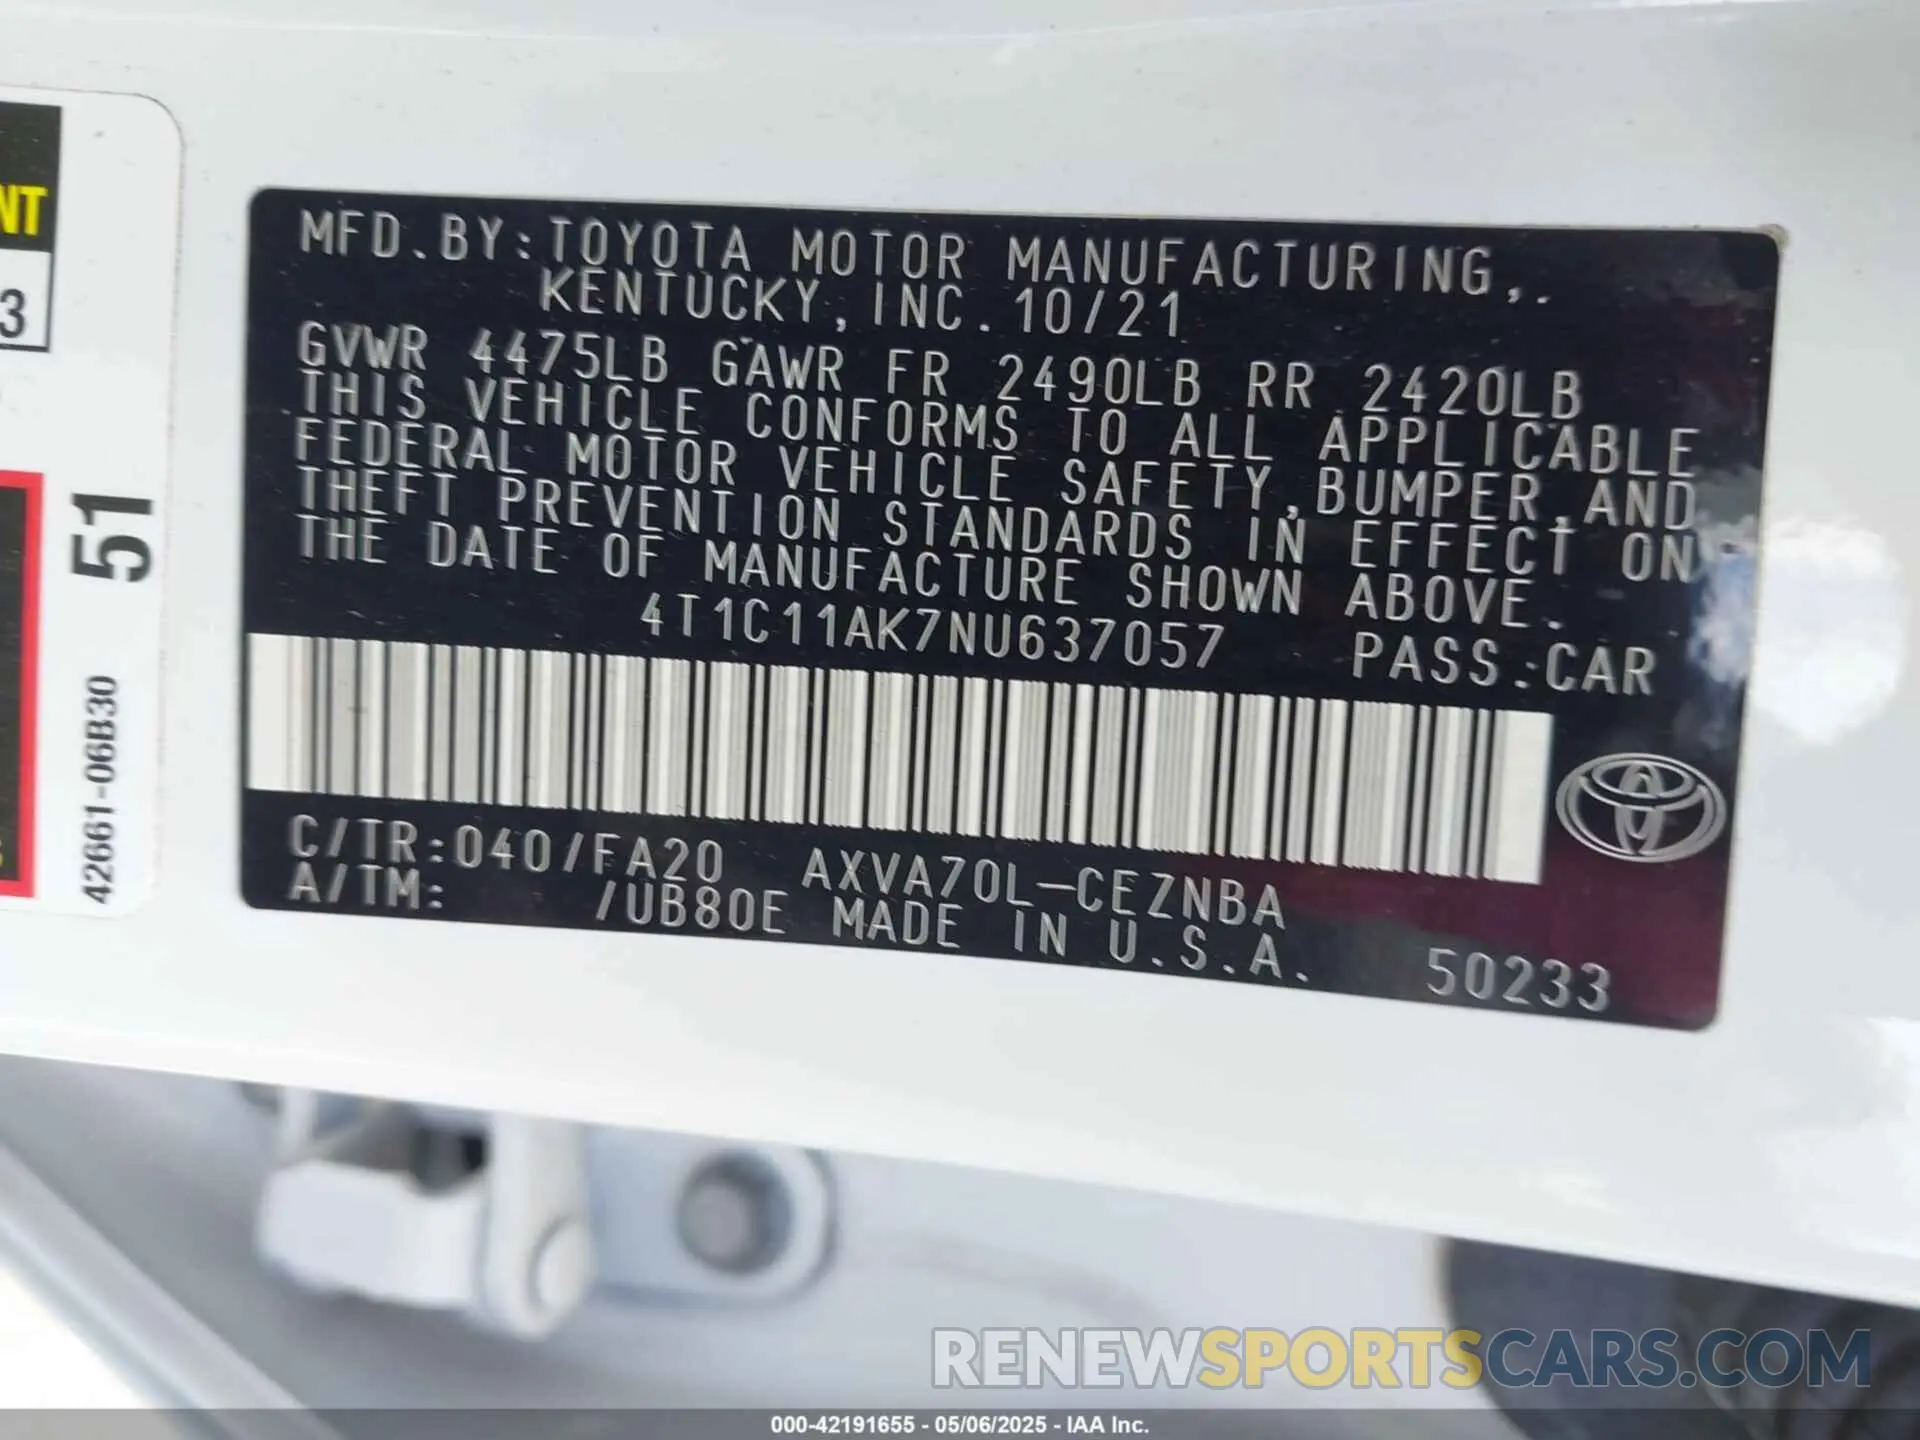 MFD.BY:TOYOTA MOTOR MANUFACTURING,.
KENTUCKY, INC. 10/21
GVWR 4475LB GAWR FR 2490LB RR 2420LB
THIS VEHICLE CONFORMS TO ALL APPLICABLE
FEDERAL MOTOR VEHICLE SAFETY,BUMPER,AND
THEFT PREVENTION STANDARDS IN EFFECT ON
THE DATE OF MANUFACTURE SHOWN ABOVE.
4T1C11AK7NU637057 PASS.CAR
C/TR:040/FA20 AXVA70L-CEZNBA
A/TM: /UB80E MADE IN U.S.A. 50233
NT
3
51
42661-06B30
RENEWSPORTSCARS.COM
000-42191655 - 05/06/2025 - IAA Inc.